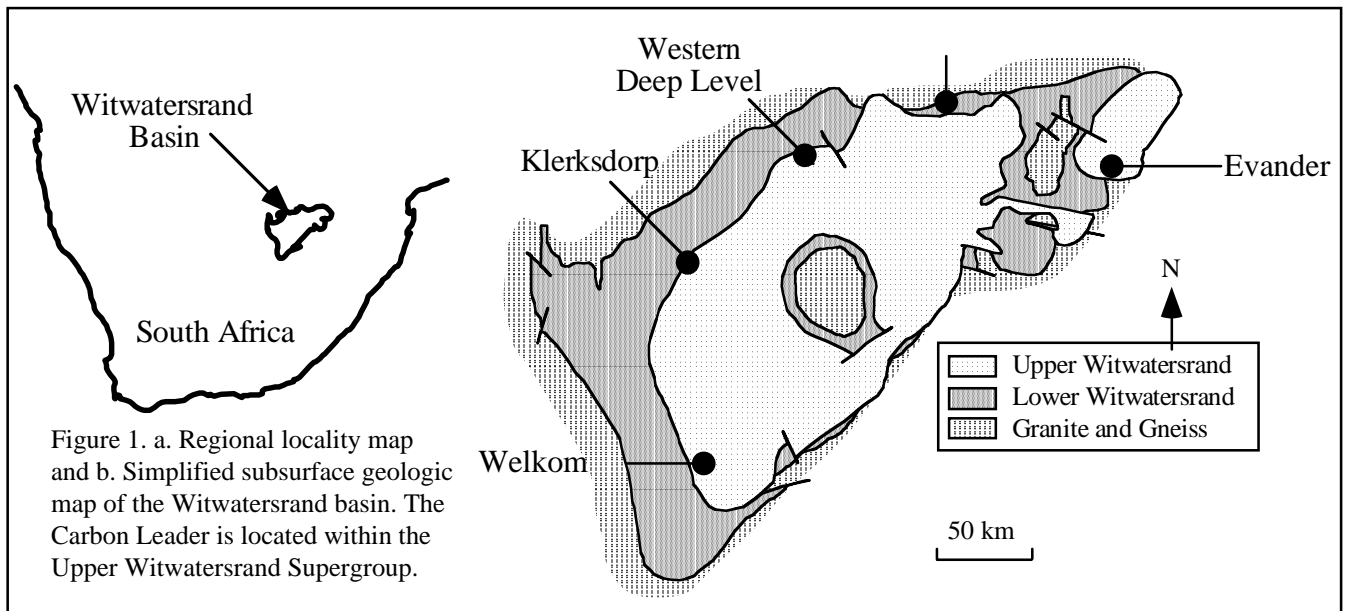 Witwatersrand
Basin
South Africa
Figure 1. a. Regional locality map
and b. Simplified subsurface geologic
map of the Witwatersrand basin. The
Carbon Leader is located within the
Upper Witwatersrand Supergroup.
Western
Deep Level
Klerksdorp
Evander
Welkom
N
Upper Witwatersrand
Lower Witwatersrand
Granite and Gneiss
50 km